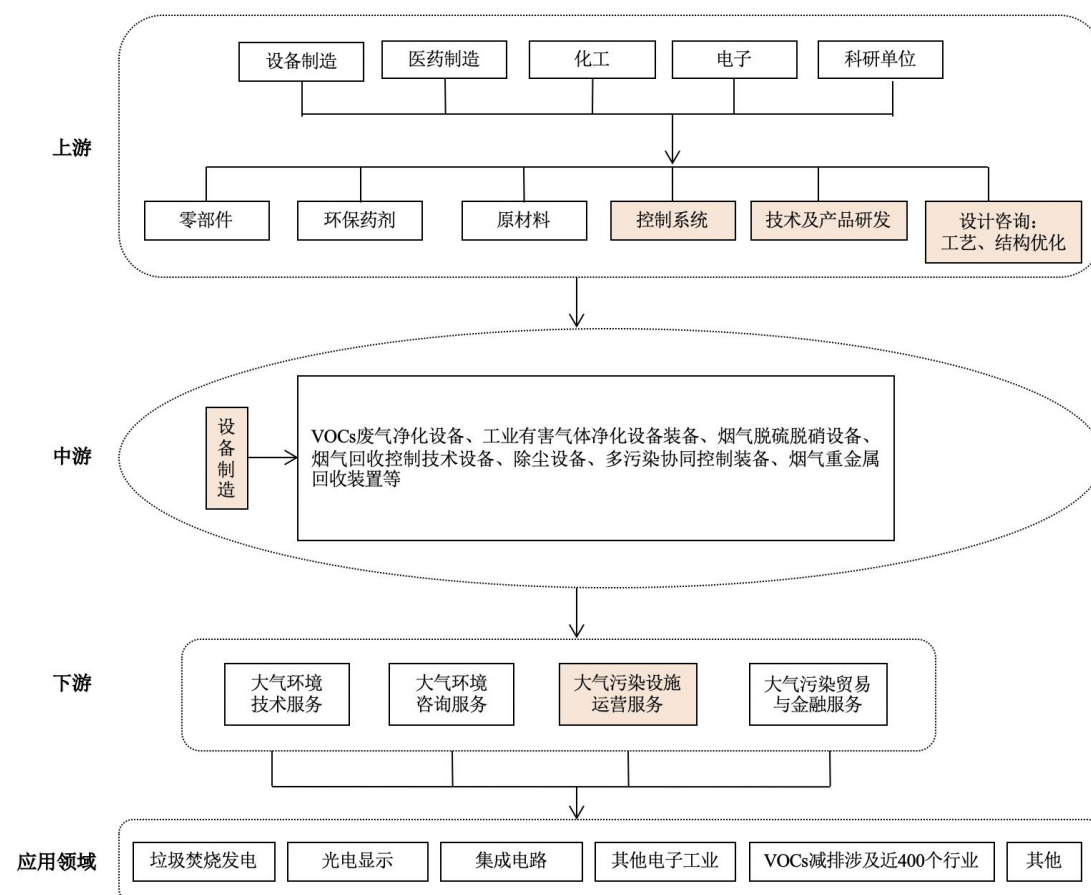 设备制造
医药制造
化工
电子
科研单位
上游
零部件
环保药剂
原材料
控制系统
技术及产品研发
设计咨询：
工艺、结构优化
中游
设
备
制
造
VOCs废气净化设备、工业有害气体净化设备装备、烟气脱硫脱硝设备、
烟气回收控制技术设备、除尘设备、多污染协同控制装备、烟气重金属
回收装置等
下游
大气环境
技术服务
大气环境
咨询服务
大气污染设施
运营服务
大气污染贸易
与金融服务
应用领域
垃圾焚烧发电
光电显示
集成电路
其他电子工业
VOCs减排涉及近400个行业
其他